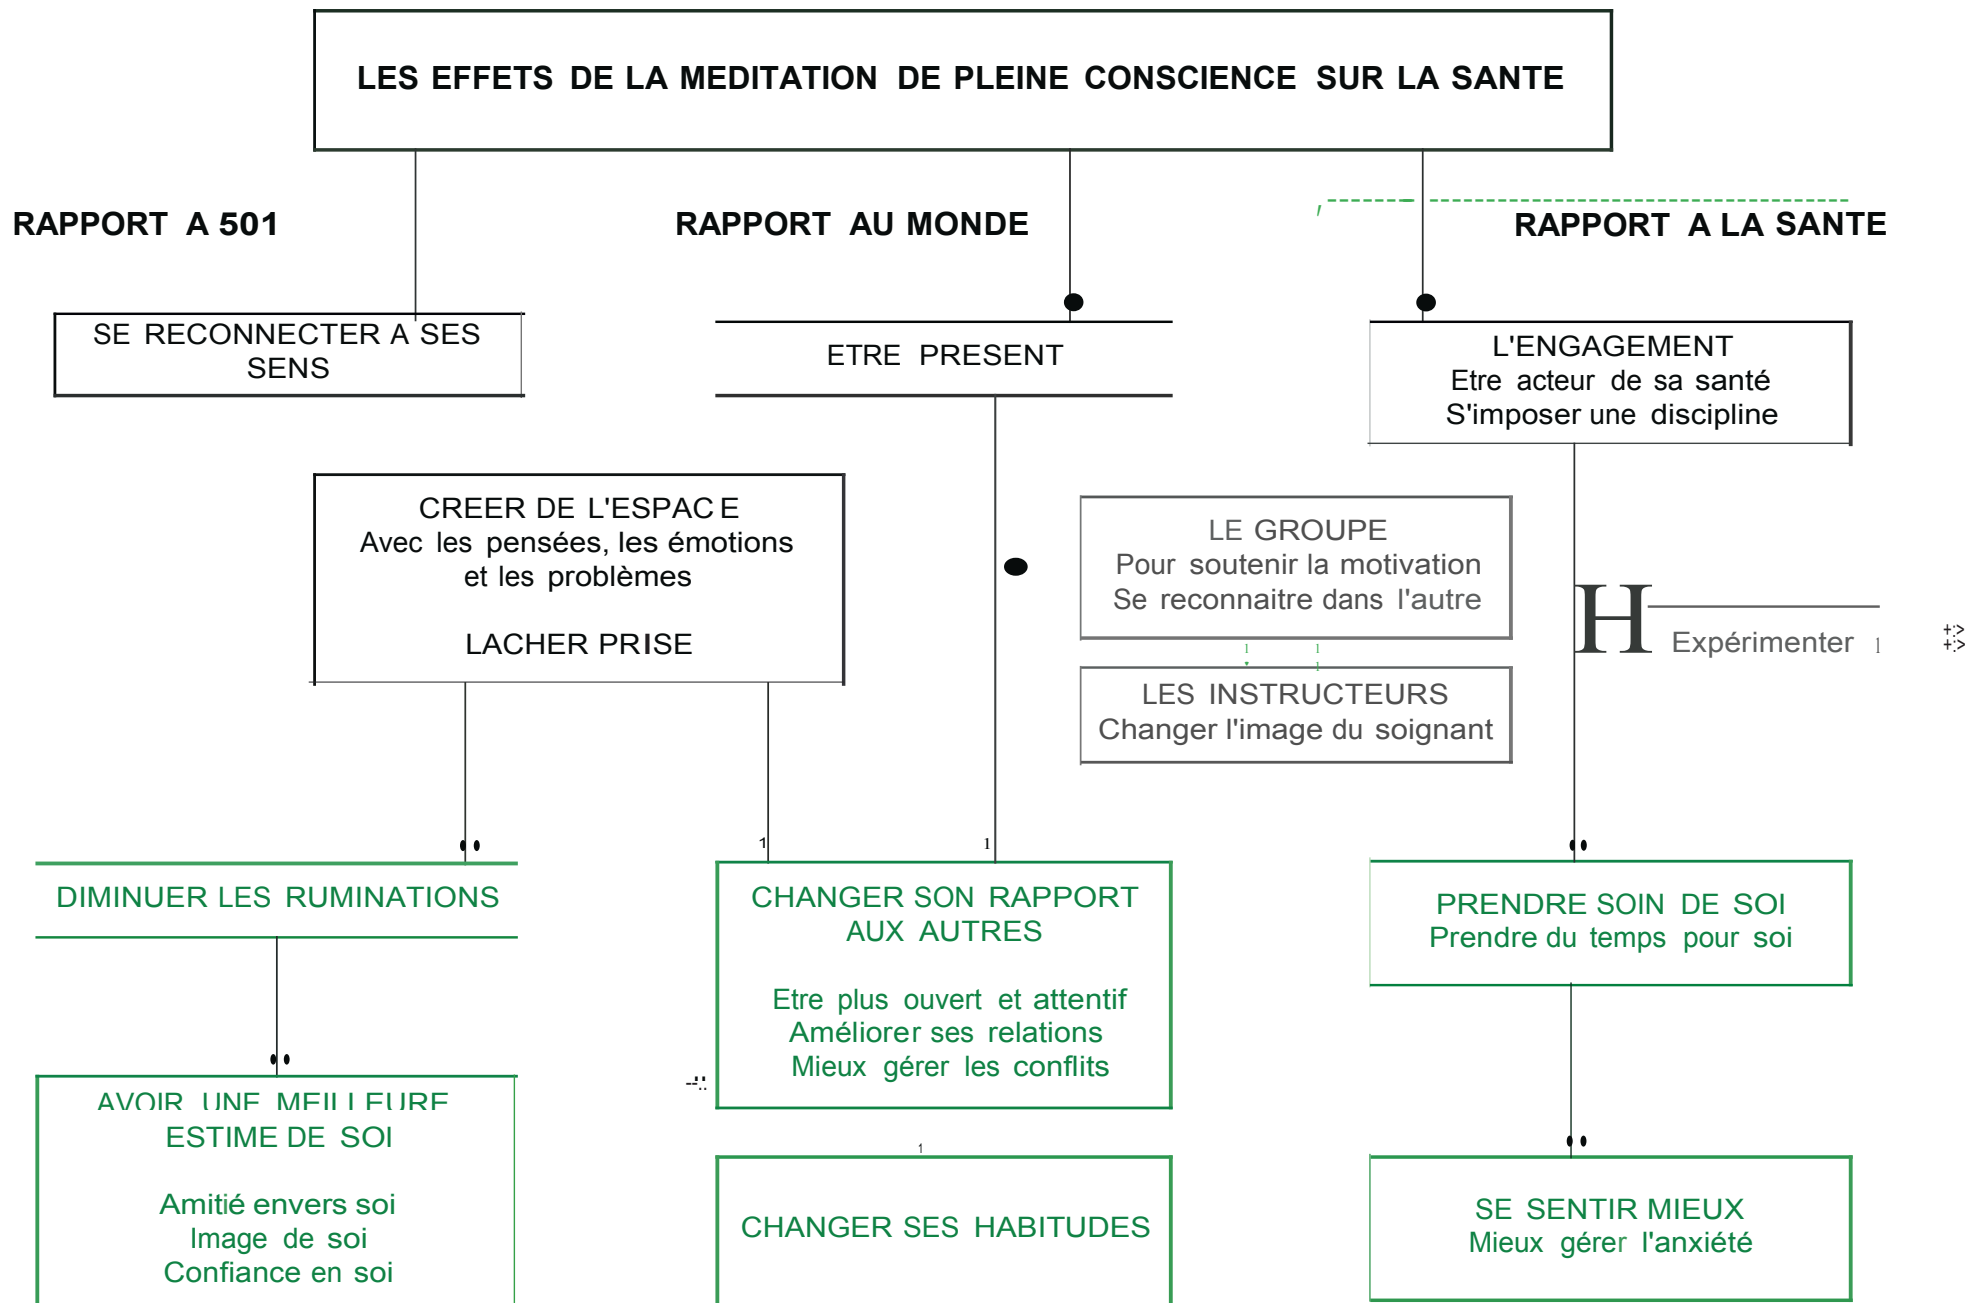 LES EFFETS DE LA MEDITATION DE PLEINE CONSCIENCE SUR LA SANTE
RAPPORT A 501
RAPPORT AU MONDE
RAPPORT A LA SANTE
SE RECONNECTER A SES
SENS
ETRE PRESENT
L'ENGAGEMENT
Etre acteur de sa santé
S'imposer une discipline
CREER DE L'ESPAC E
Avec les pensées, les émotions
et les problèmes
LACHER PRISE
LE GROUPE
Pour soutenir la motivation
Se reconnaitre dans l'autre
H
Expérimenter 1
LES INSTRUCTEURS
Changer l'image du soignant
DIMINUER LES RUMINATIONS
CHANGER SON RAPPORT
AUX AUTRES
Etre plus ouvert et attentif
Améliorer ses relations
Mieux gérer les conflits
PRENDRE SOIN DE SOI
Prendre du temps pour soi
AVOIR UNE MEILLEURE
ESTIME DE SOI
Amitié envers soi
Image de soi
Confiance en soi
CHANGER SES HABITUDES
SE SENTIR MIEUX
Mieux gérer l'anxiété